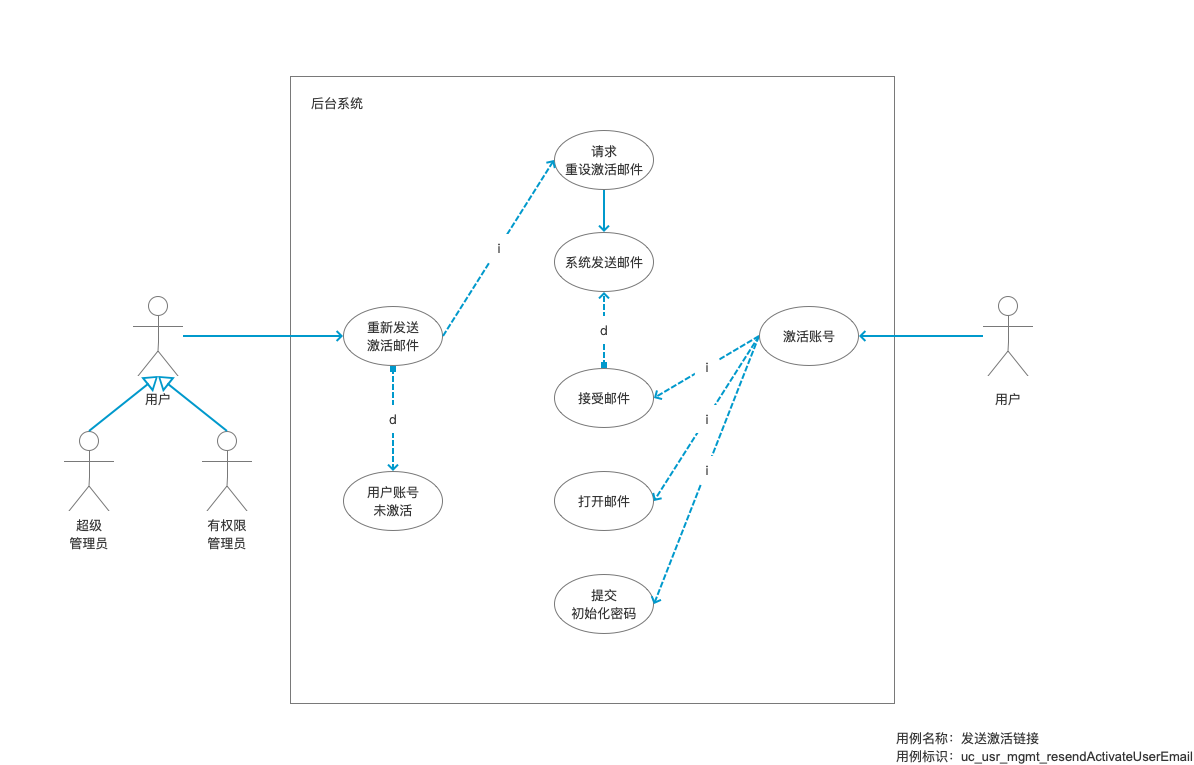 后台系统
请求
重设激活邮件
i
系统发送邮件
重新发送
激活邮件
d
激活账号
i
接受邮件
用户
用户
d
i
i
用户账号
未激活
打开邮件
超级
管理员
有权限
管理员
提交
初始化密码
用例名称：发送激活链接
用例标识：uc_usr_mgmt_resendActivateUserEmail